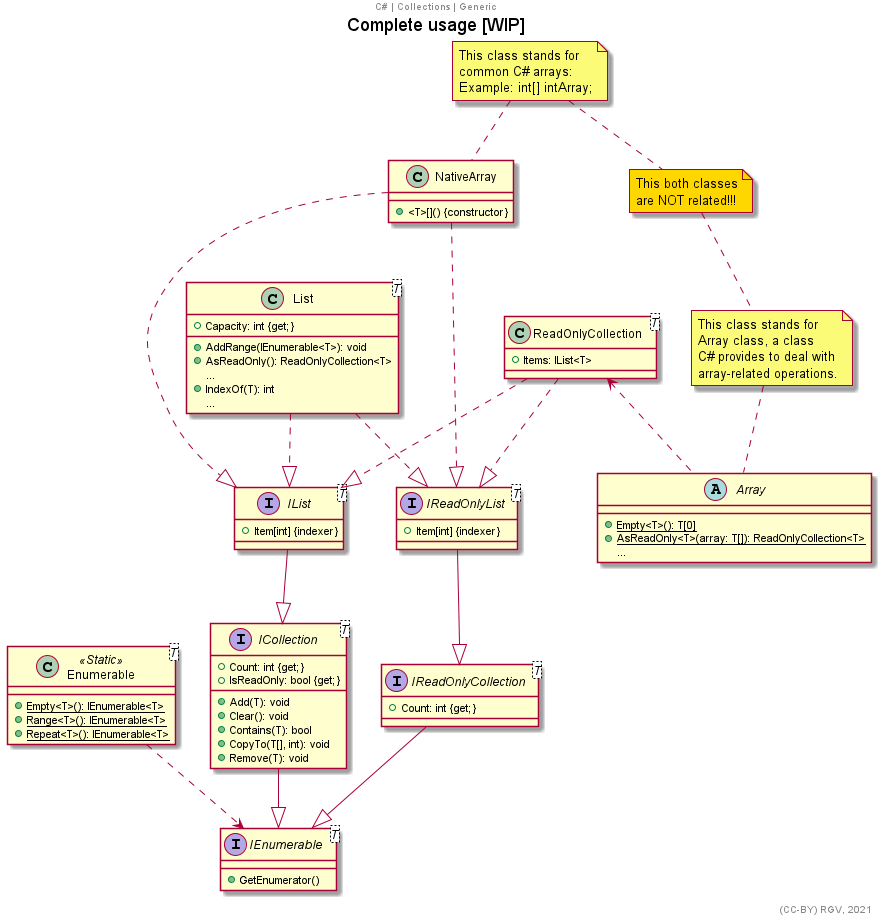 C# | Collections | Generic
Complete usage [WIP]
This class stands for
common C# arrays:
Example: int[] intArray;
C NativeArray
<T>[]() {constructor}
This both classes
are NOT related!!!
C List T
Capacity: int {get;}
AddRange(IEnumerable<T>): void
AsReadOnly(): ReadOnlyCollection<T>
...
IndexOf(T): int
...
C ReadOnlyCollection T
Items: IList<T>
This class stands for
Array class, a class
C# provides to deal with
array-related operations.
I IList T
Item[int] {indexer}
I IReadOnlyList T
Item[int] {indexer}
A Array
Empty<T>(): T[0]
AsReadOnly<T>(array: T[]): ReadOnlyCollection<T>
...
C «Static»
Enumerable T
Empty<T>(): IEnumerable<T>
Range<T>(): IEnumerable<T>
Repeat<T>(): IEnumerable<T>
I ICollection T
Count: int {get;}
IsReadOnly: bool {get;}
Add(T): void
Clear(): void
Contains(T): bool
CopyTo(T[], int): void
Remove(T): void
I IReadOnlyCollection T
Count: int {get;}
I IEnumerable T
GetEnumerator()
(CC-BY) RGV, 2021